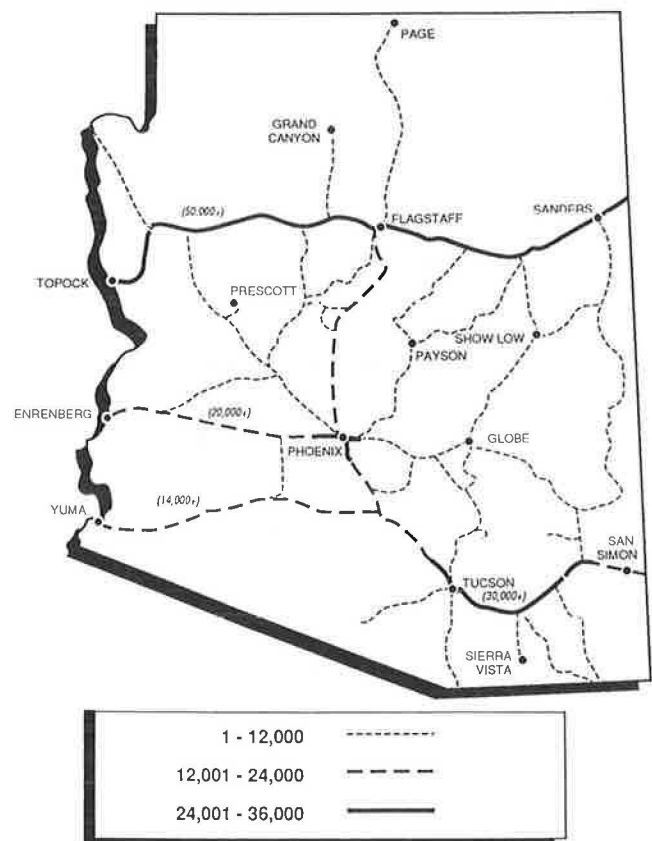 PAGE
GRAND
CANYON
(50,000+)
FLAGSTAFF
SANDERS
TOPOCK
PRESCOTT
PAYSON
SHOW LOW
ENRENBERG
(20,000+)
PHOENIX
GLOBE
YUMA
(14,000+)
SAN
SIMON
TUCSON
(30,000+)
SIERRA
VISTA
1 - 12,000
12,001 - 24,000
24,001 - 36,000